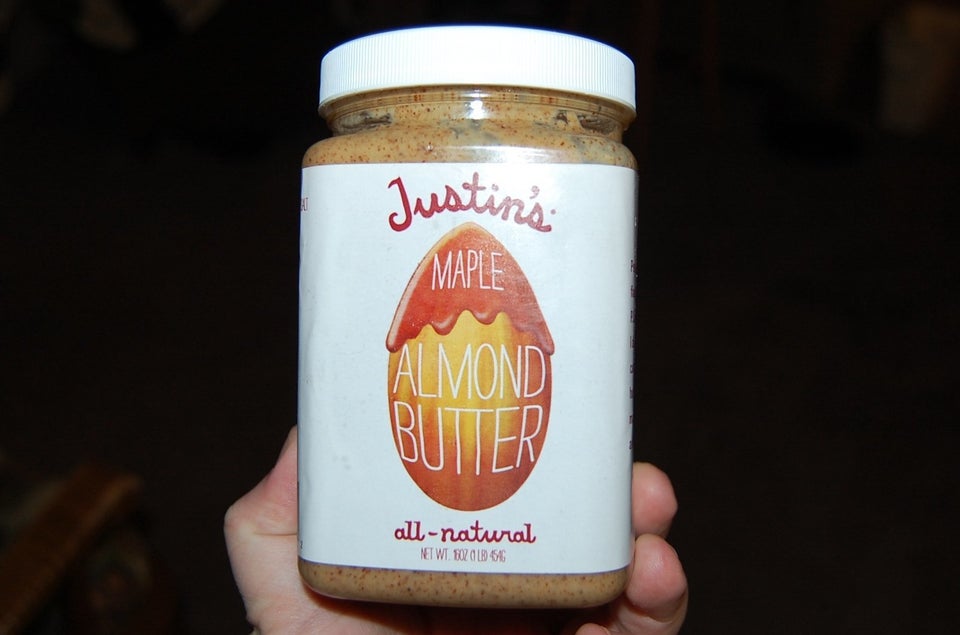 Justin's
MAPLE
ALMOND
BUTTER
all-natural
NET WT. 16OZ (1 LB) 454G